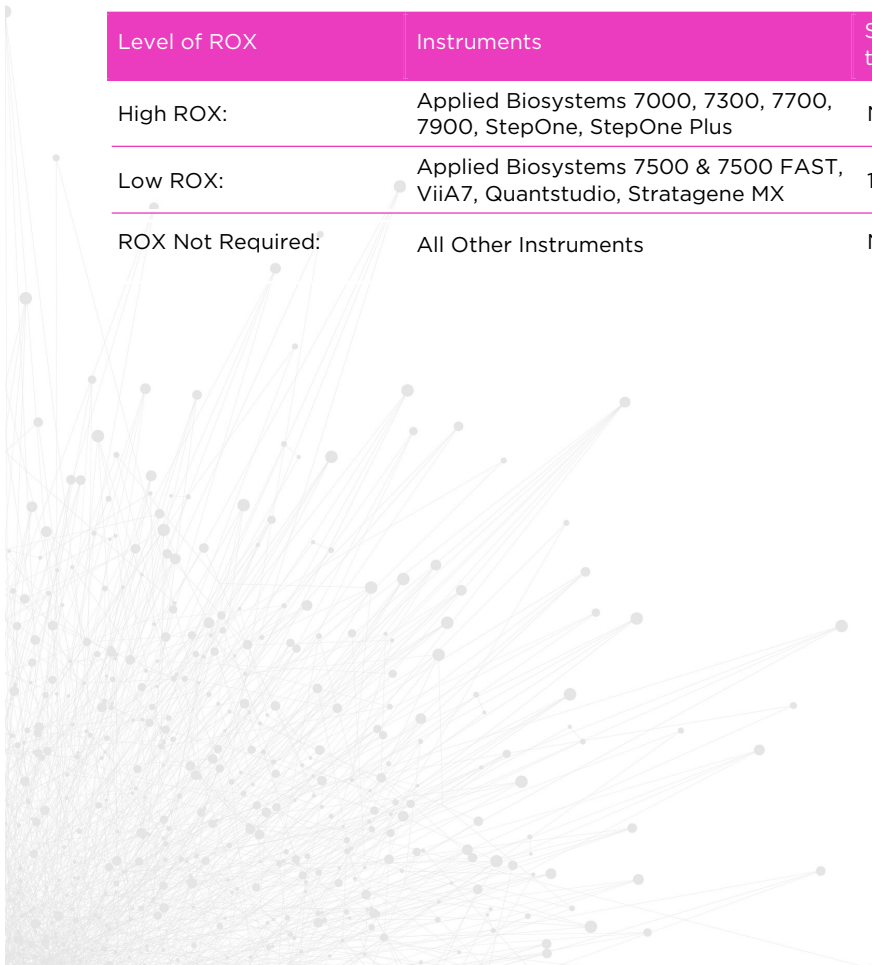 Level of ROX
Instruments
High ROX:
Applied Biosystems 7000, 7300, 7700,
7900, StepOne, StepOne Plus
Low ROX:
Applied Biosystems 7500 & 7500 FAST,
ViiA7, Quantstudio, Stratagene MX
ROX Not Required:
All Other Instruments